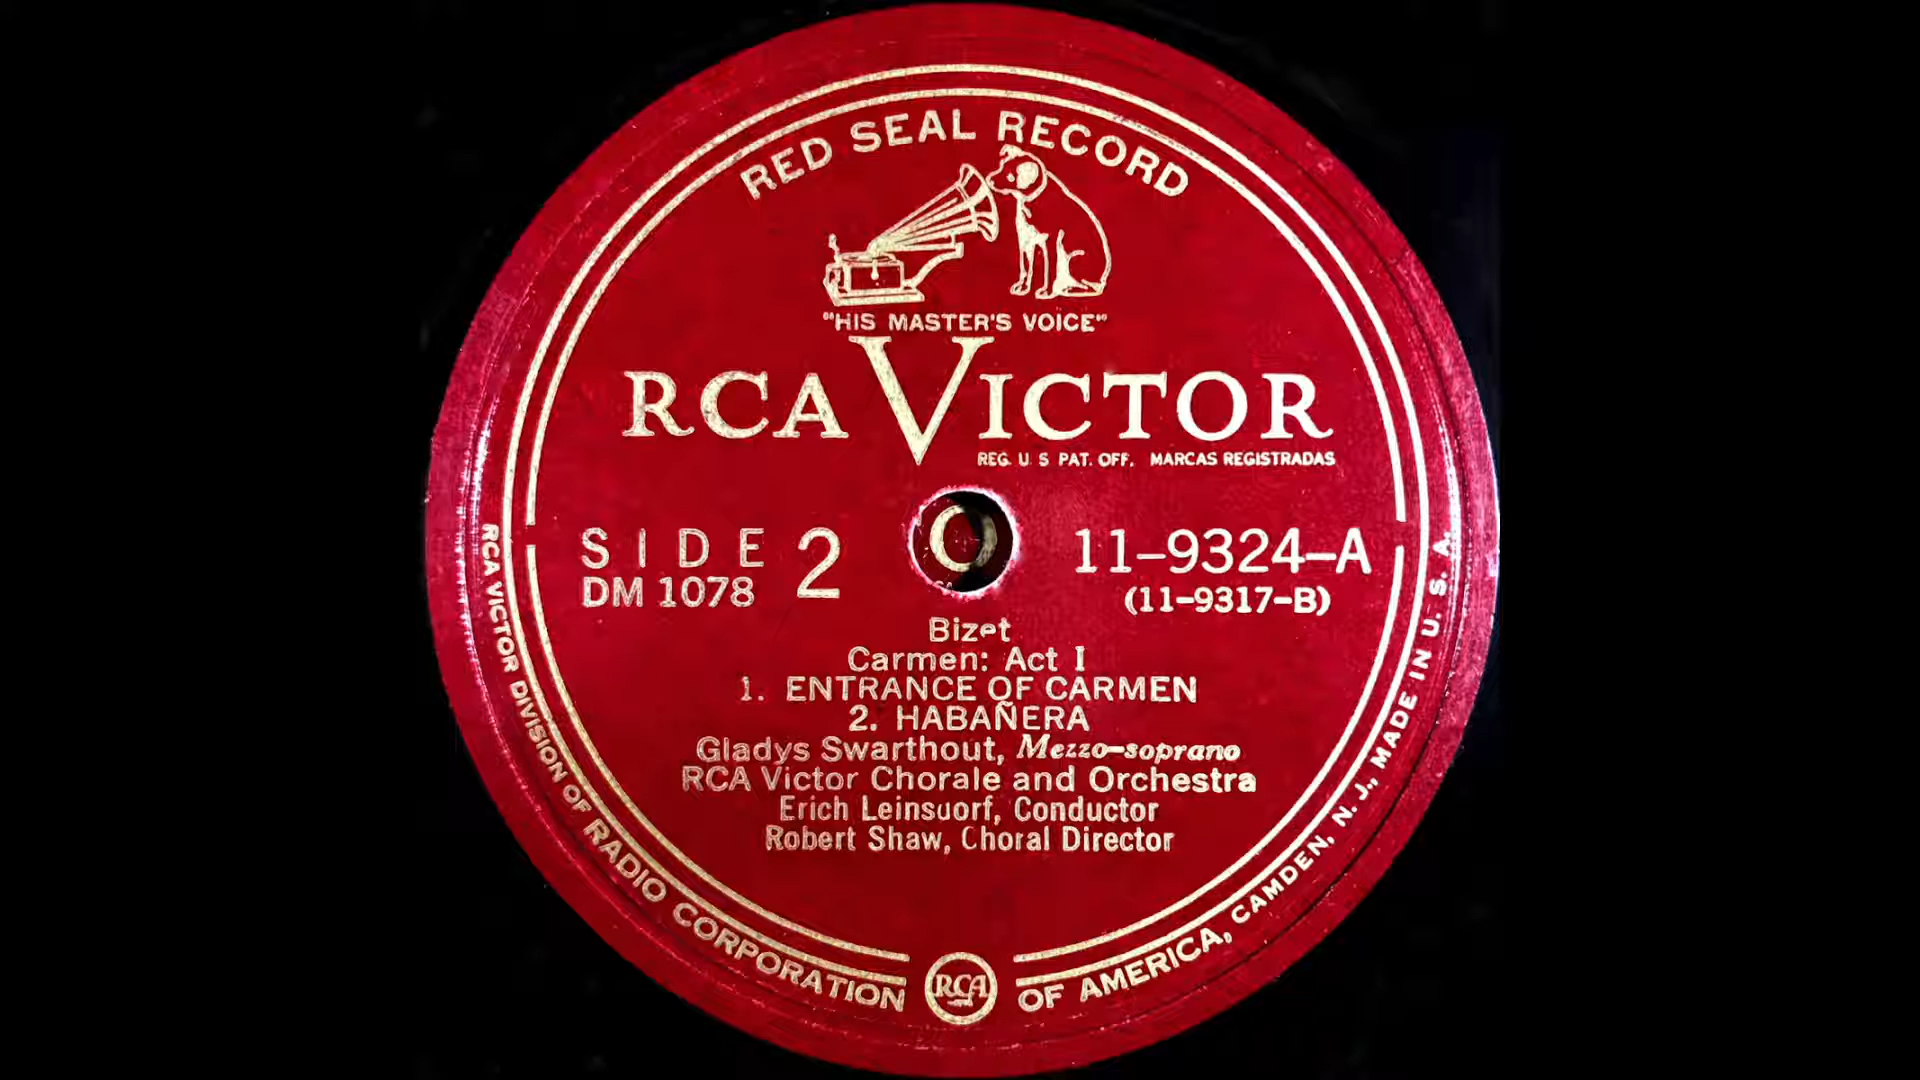 RED SEAL RECORD
"HIS MASTER'S VOICE"
RCA VICTOR
REG. U. S. PAT. OFF. MARCAS REGISTRADAS
SIDE 2
DM 1078
11-9324-A
(11-9317-B)
Bizet
Carmen: Act I
1. ENTRANCE OF CARMEN
2. HABAÑERA
Gladys Swarthout, Mezzo-soprano
RCA Victor Chorale and Orchestra
Erich Leinsdorf, Conductor
Robert Shaw, Choral Director
RCA VICTOR DIVISION OF RADIO CORPORATION OF AMERICA, CAMDEN, N. J., MADE IN U. S. A.
RCA